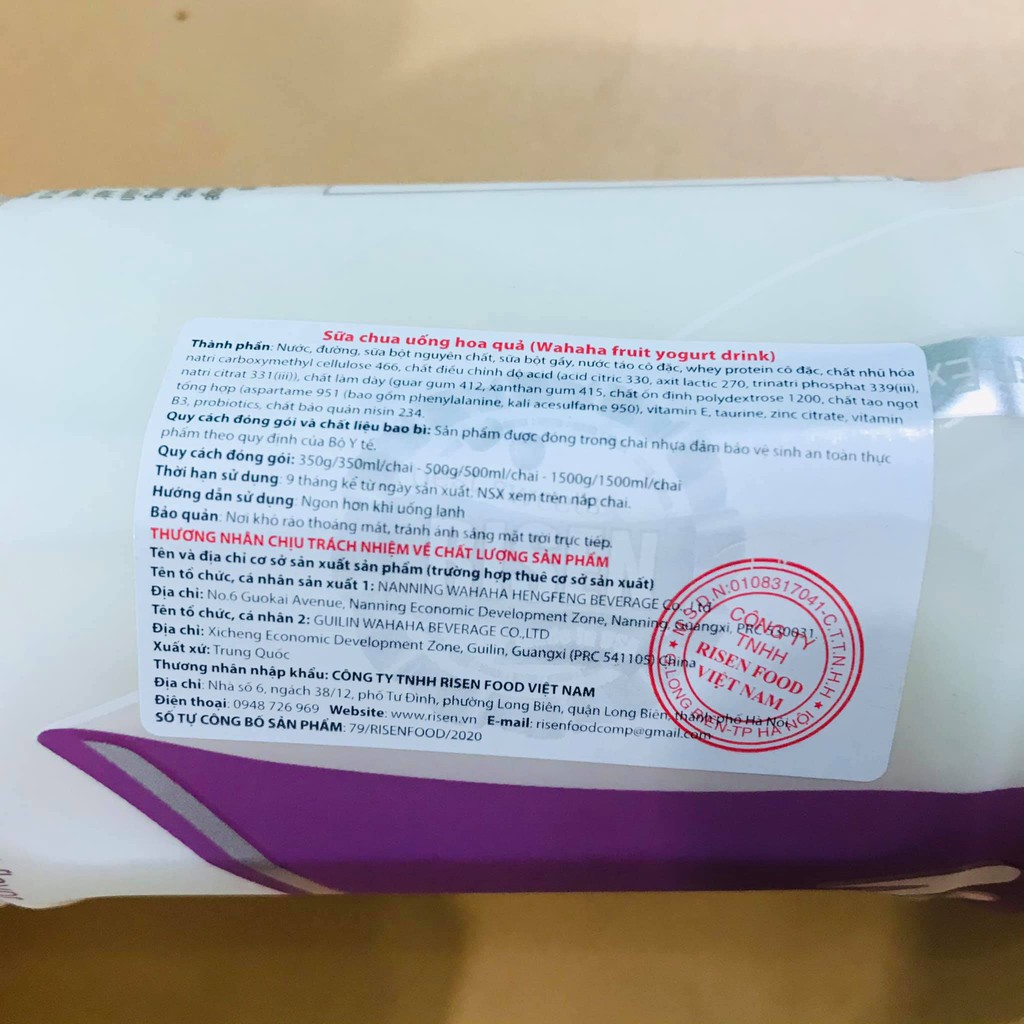 Sữa chua uống hoa quả (Wahaha fruit yogurt drink)
Thành phần: Nước, đường, sữa bột nguyên chất, sữa bột gầy, nước táo cô đặc, whey protein cô đặc, chất nhũ hóa
natri carboxymethyl cellulose 466, chất điều chỉnh độ acid (acid citric 330, axit lactic 270, trinatri phosphat 339(iii),
natri citrat 331(iii)), chất làm dày (guar gum 412, xanthan gum 415, chất ổn định polydextrose 1200, chất tạo ngọt
tổng hợp (aspartame 951 (bao gồm phenylalanine, kali acesulfame 950), vitamin E, taurine, zinc citrate, vitamin
B3, probiotics, chất bảo quản nisin 234.
Quy cách đóng gói và chất liệu bao bì: Sản phẩm được đóng trong chai nhựa đảm bảo vệ sinh an toàn thực
phẩm theo quy định của Bộ Y tế.
Quy cách đóng gói: 350g/350ml/chai - 500g/500ml/chai - 1500g/1500ml/chai
Thời hạn sử dụng: 9 tháng kể từ ngày sản xuất. NSX xem trên nắp chai.
Hướng dẫn sử dụng: Ngon hơn khi uống lạnh
Bảo quản: Nơi khô ráo thoáng mát, tránh ánh sáng mặt trời trực tiếp.
THƯƠNG NHÂN CHỊU TRÁCH NHIỆM VỀ CHẤT LƯỢNG SẢN PHẨM
Tên và địa chỉ cơ sở sản xuất sản phẩm (trường hợp thuê cơ sở sản xuất)
Tên tổ chức, cá nhân sản xuất 1: NANNING WAHAHA HENGFENG BEVERAGE Co., Ltd
Địa chỉ: No.6 Guokai Avenue, Nanning Economic Development Zone, Nanning, Guangxi. PRC 530031
Tên tổ chức, cá nhân 2: GUILIN WAHAHA BEVERAGE CO.,LTD
Địa chỉ: Xicheng Economic Development Zone, Guilin, Guangxi (PRC 541105) China
Xuất xứ: Trung Quốc
Thương nhân nhập khẩu: CÔNG TY TNHH RISEN FOOD VIỆT NAM
Địa chỉ: Nhà số 6, ngách 38/12, phố Tư Đình, phường Long Biên, quận Long Biên, thành phố Hà Nội
Điện thoại: 0948 726 969 Website: www.risen.vn E-mail: risenfoodcomp@gmail.com
SỐ TỰ CÔNG BỐ SẢN PHẨM: 79/RISENFOOD/2020
M.S.D.N:0108317041-C.T.T.N.H.H
CÔNG TY
TNHH
RISEN FOOD
VIỆT NAM
Q.LONG BIÊN-TP HÀ NỘI